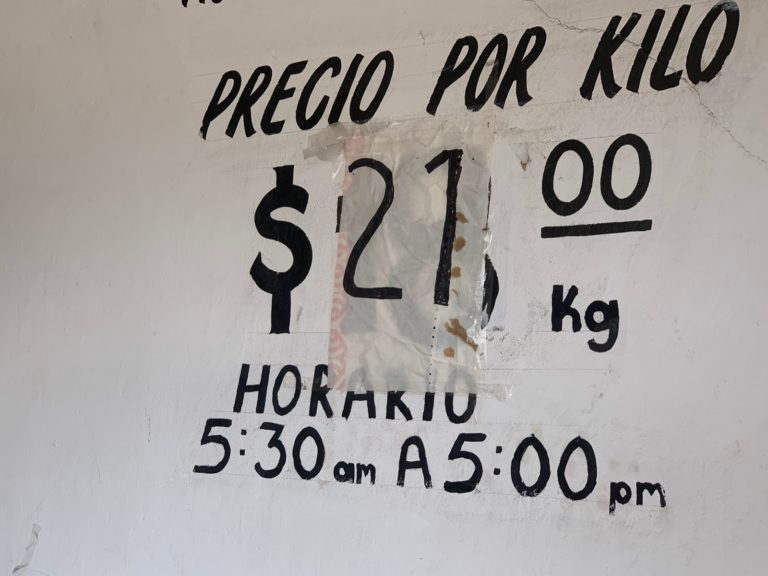 PRECIO POR KILO
$21.00
Kg
HORARIO
5:30 am A 5:00 pm